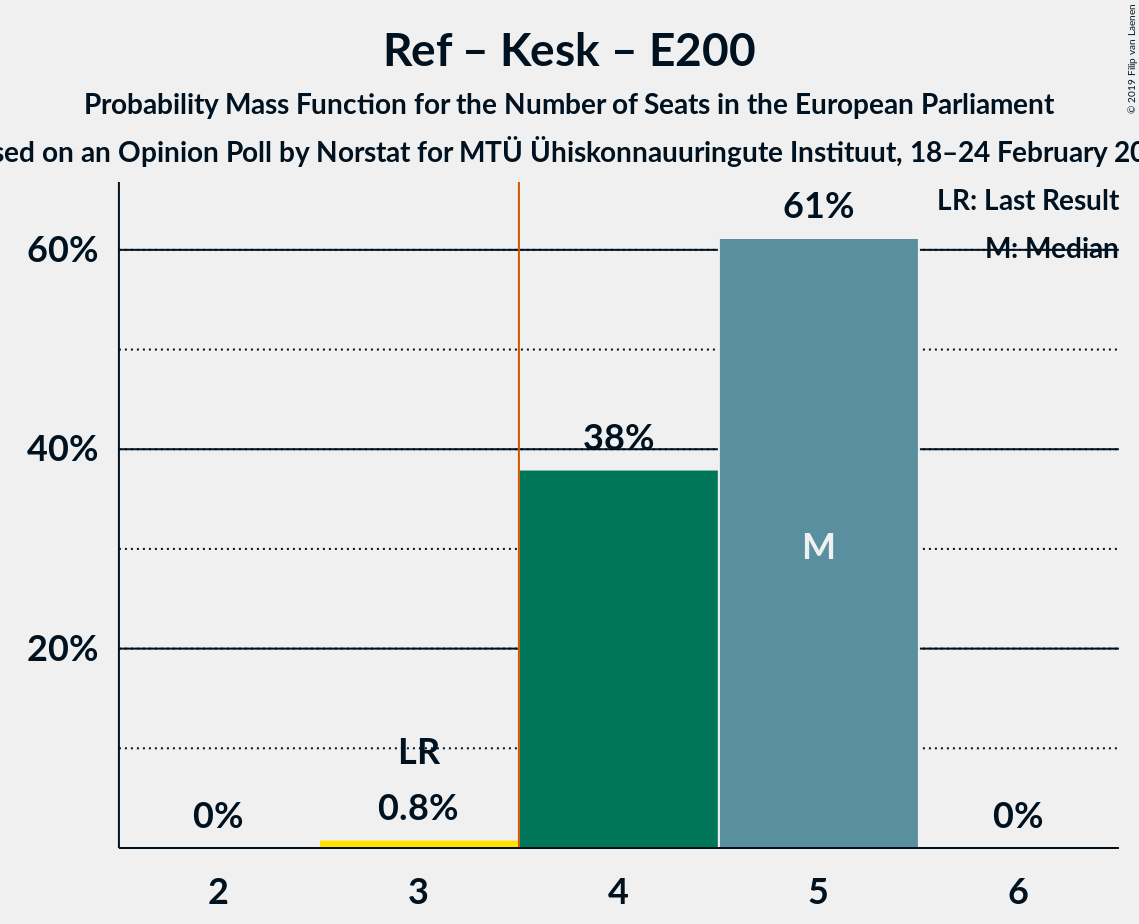 Ref – Kesk – E200
Probability Mass Function for the Number of Seats in the European Parliament
on an Opinion Poll by Norstat for MTÜ Ühiskonnauuringute Instituut, 18–24 February
© 2019 Filip van Laenen
LR: Last Result
M: Median
61%
60%
38%
40%
M
20%
LR
0.8%
0%
0%
2
3
4
5
6